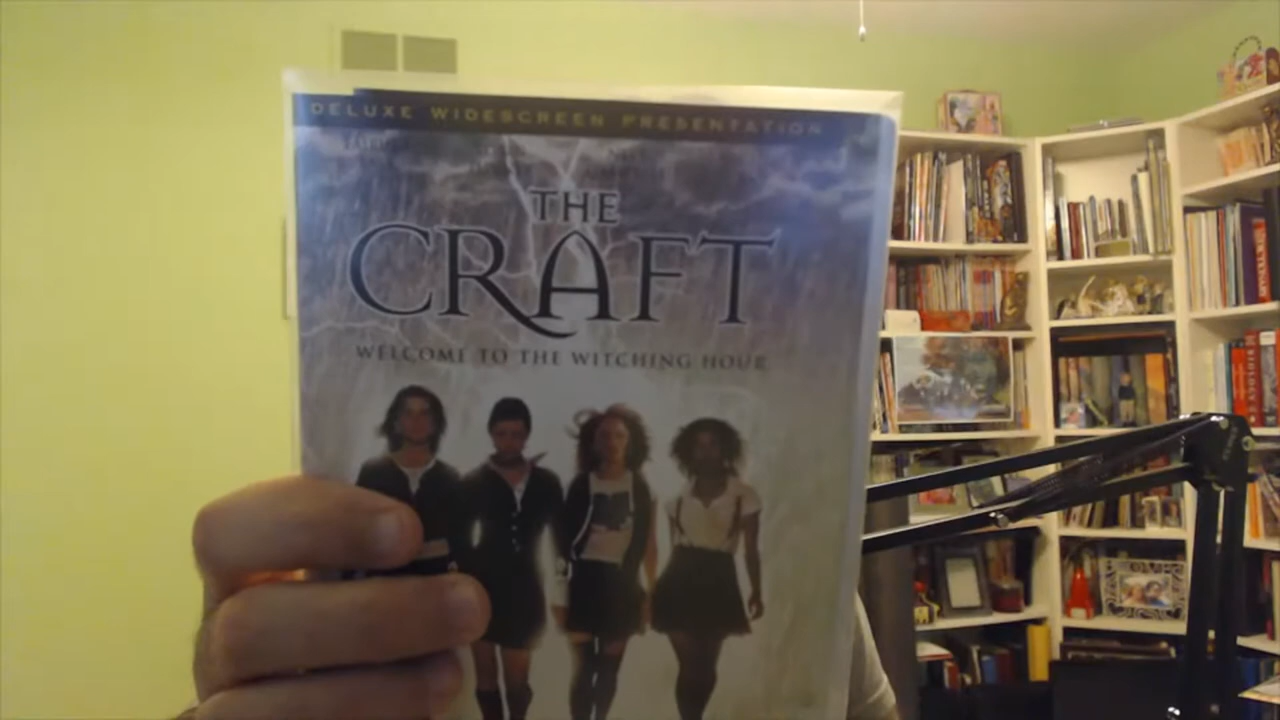 DELUXE WIDESCREEN PRESENTATION
THE
CRAFT
WELCOME TO THE WITCHING HOUR